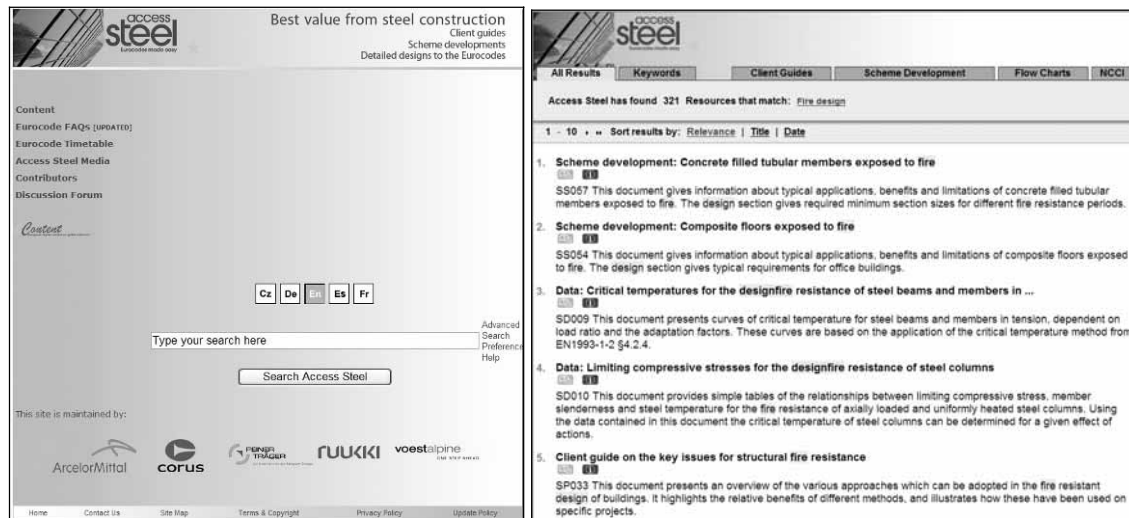 access
steel
Eurocodes made easy
Best value from steel construction
Client guides
Scheme developments
Detailed designs to the Eurocodes
Content
Eurocode FAQs [UPDATED]
Eurocode Timetable
Access Steel Media
Contributors
Discussion Forum
Content
Cz De En Es Fr
Type your search here
Advanced
Search
Preference
Help
Search Access Steel
This site is maintained by:
ArcelorMittal
corus
PEINER
TRÄGER
RUUKKI
voestalpine
ONE STEP AHEAD
Home Contact Us Site Map Terms & Copyright Privacy Policy Update Policy
access
steel
Eurocodes made easy
All Results Keywords Client Guides Scheme Development Flow Charts NCCI
Access Steel has found 321 Resources that match: Fire design
1 - 10 Sort results by: Relevance | Title | Date
1. Scheme development: Concrete filled tubular members exposed to fire
SS057 This document gives information about typical applications, benefits and limitations of concrete filled tubular
members exposed to fire. The design section gives required minimum section sizes for different fire resistance periods.
2. Scheme development: Composite floors exposed to fire
SS054 This document gives information about typical applications, benefits and limitations of composite floors exposed
to fire. The design section gives typical requirements for office buildings.
3. Data: Critical temperatures for the designfire resistance of steel beams and members in ...
SD009 This document presents curves of critical temperature for steel beams and members in tension, dependent on
load ratio and the adaptation factors. These curves are based on the application of the critical temperature method from
EN1993-1-2 §4.2.4.
4. Data: Limiting compressive stresses for the designfire resistance of steel columns
SD010 This document provides simple tables of the relationships between limiting compressive stress, member
slenderness and steel temperature for the fire resistance of axially loaded and uniformly heated steel columns. Using
the data contained in this document the critical temperature of steel columns can be determined for a given effect of
actions.
5. Client guide on the key issues for structural fire resistance
SP033 This document presents an overview of the various approaches which can be adopted in the fire resistant
design of buildings. It highlights the relative benefits of different methods, and illustrates how these have been used on
specific projects.